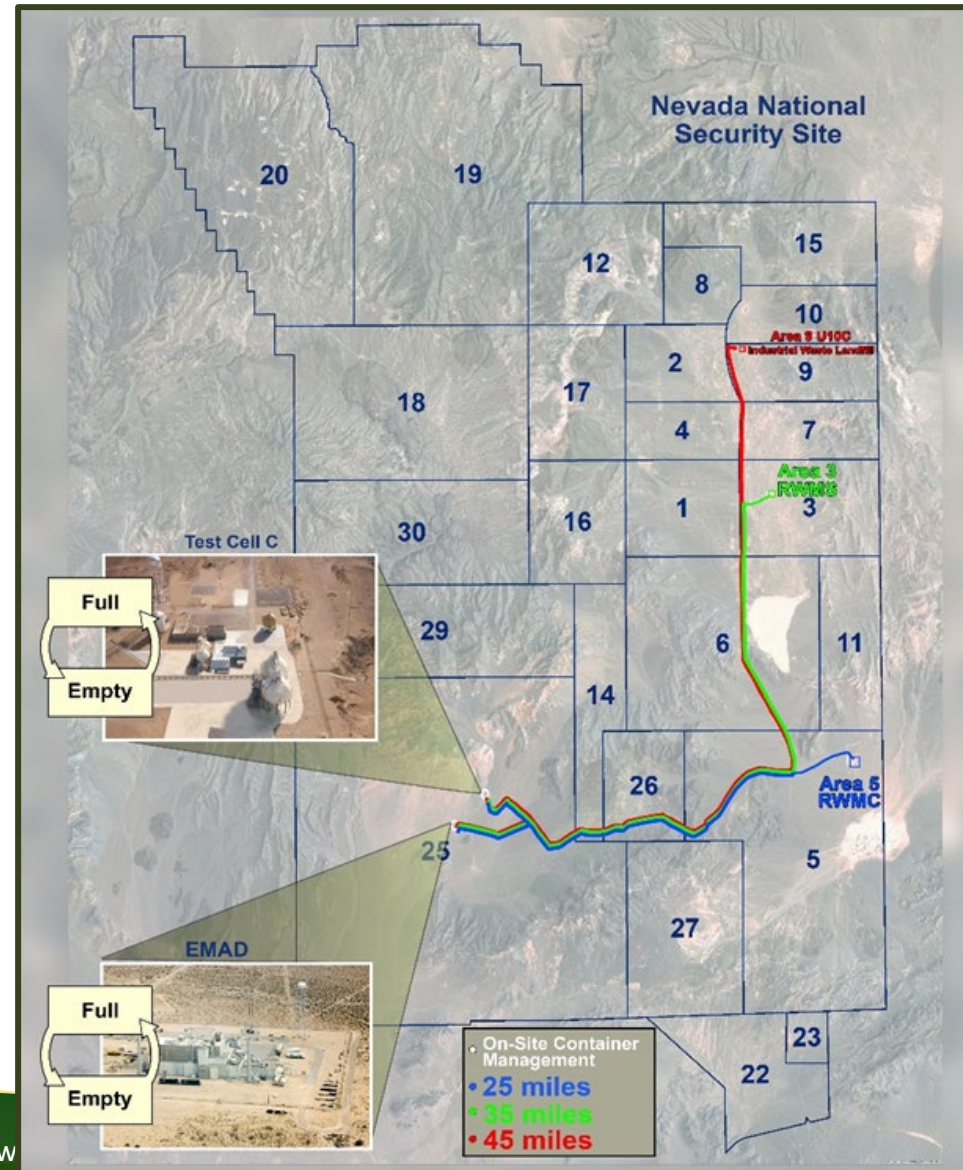 Nevada National
Security Site
20
19
15
12
8
10
Area 9 U10C
Industrial Waste Landfill
2
9
17
18
4
7
Area 3
RWMS
1
3
16
30
Test Cell C
Full
Empty
29
6
11
14
26
Area 5
RWMC
25
5
27
EMAD
Full
Empty
On-Site Container
Management
25 miles
35 miles
45 miles
23
22
w